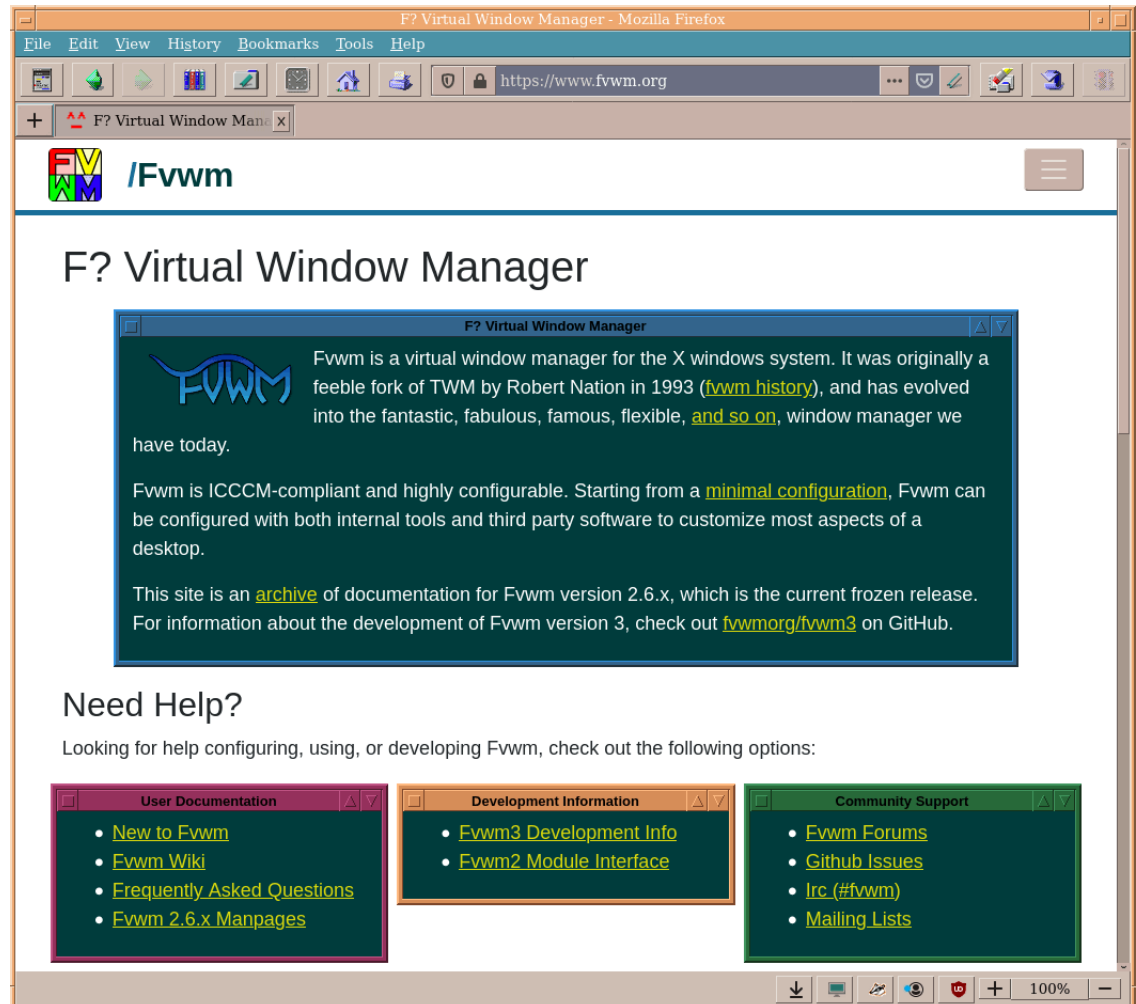 F? Virtual Window Manager - Mozilla Firefox
File Edit View History Bookmarks Tools Help
https://www.fvwm.org
F? Virtual Window Mana
FVWM
/Fvwm
F? Virtual Window Manager
F? Virtual Window Manager
FVWM
Fvwm is a virtual window manager for the X windows system. It was originally a
feeble fork of TWM by Robert Nation in 1993 (fvwm history), and has evolved
into the fantastic, fabulous, famous, flexible, and so on, window manager we
have today.
Fvwm is ICCCM-compliant and highly configurable. Starting from a minimal configuration, Fvwm can
be configured with both internal tools and third party software to customize most aspects of a
desktop.
This site is an archive of documentation for Fvwm version 2.6.x, which is the current frozen release.
For information about the development of Fvwm version 3, check out fvwmorg/fvwm3 on GitHub.
Need Help?
Looking for help configuring, using, or developing Fvwm, check out the following options:
User Documentation
New to Fvwm
Fvwm Wiki
Frequently Asked Questions
Fvwm 2.6.x Manpages
Development Information
Fvwm3 Development Info
Fvwm2 Module Interface
Community Support
Fvwm Forums
Github Issues
Irc (#fvwm)
Mailing Lists
100%